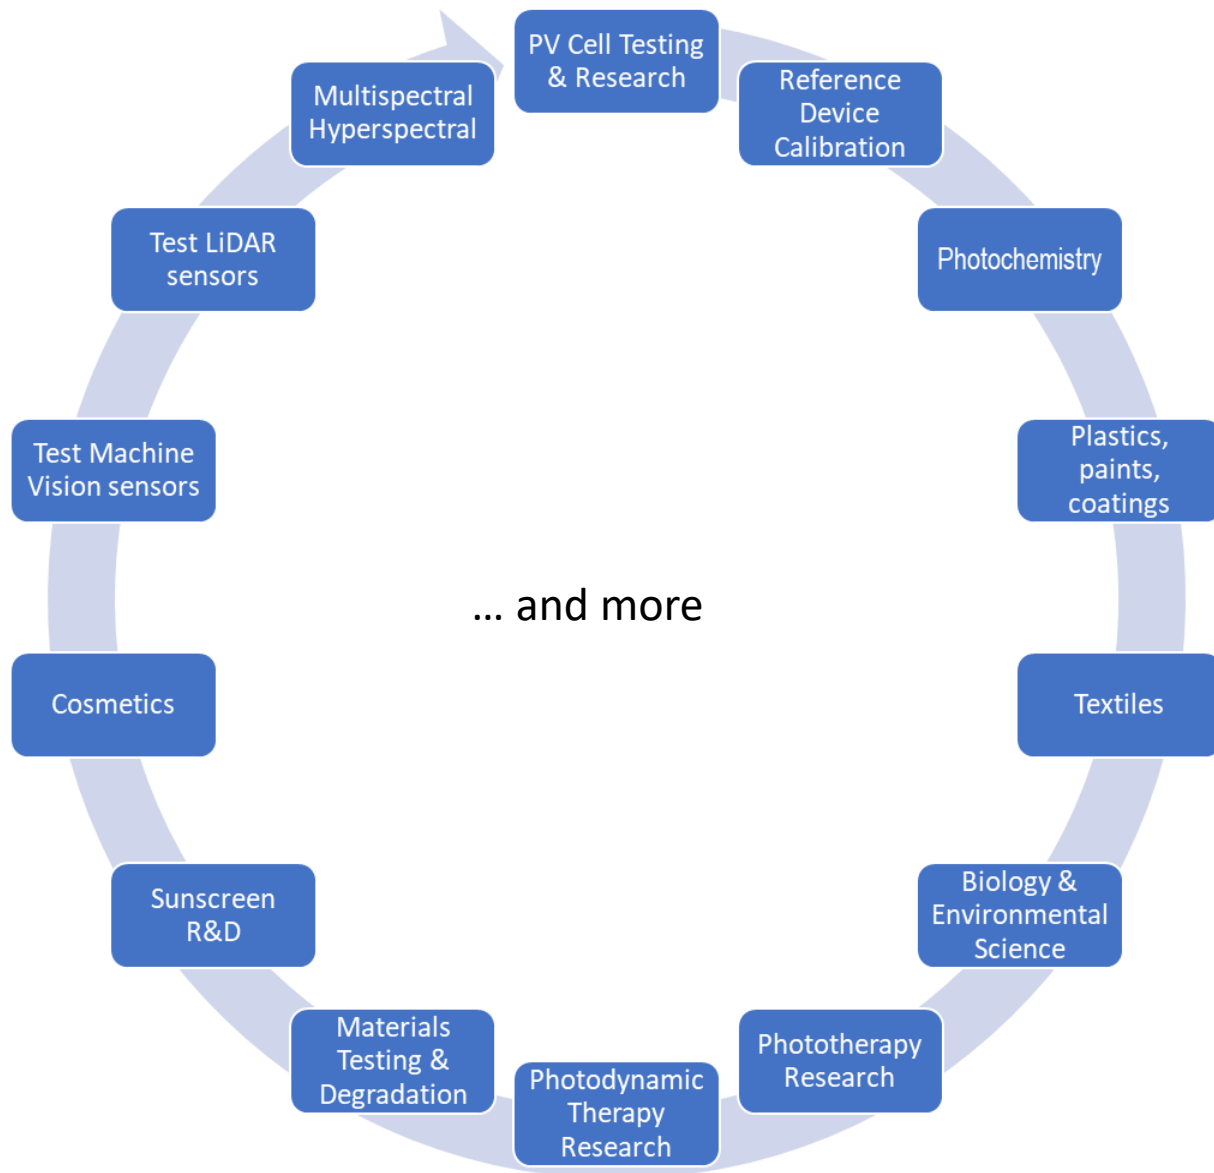 PV Cell Testing
& Research
Reference
Device
Calibration
Photochemistry
Plastics,
paints,
coatings
Textiles
Biology &
Environmental
Science
Phototherapy
Research
Photodynamic
Therapy
Research
Materials
Testing &
Degradation
Sunscreen
R&D
Cosmetics
Test Machine
Vision sensors
Test LiDAR
sensors
Multispectral
Hyperspectral
... and more